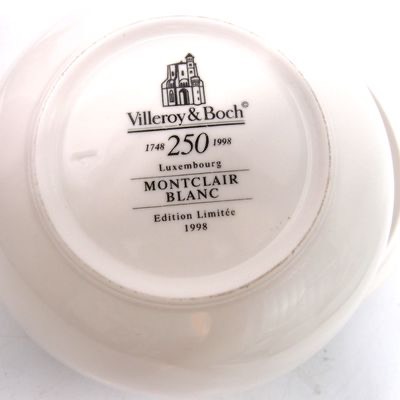 Villeroy & Boch©
1748 250 1998
Luxembourg
MONTCLAIR
BLANC
Edition Limitée
1998